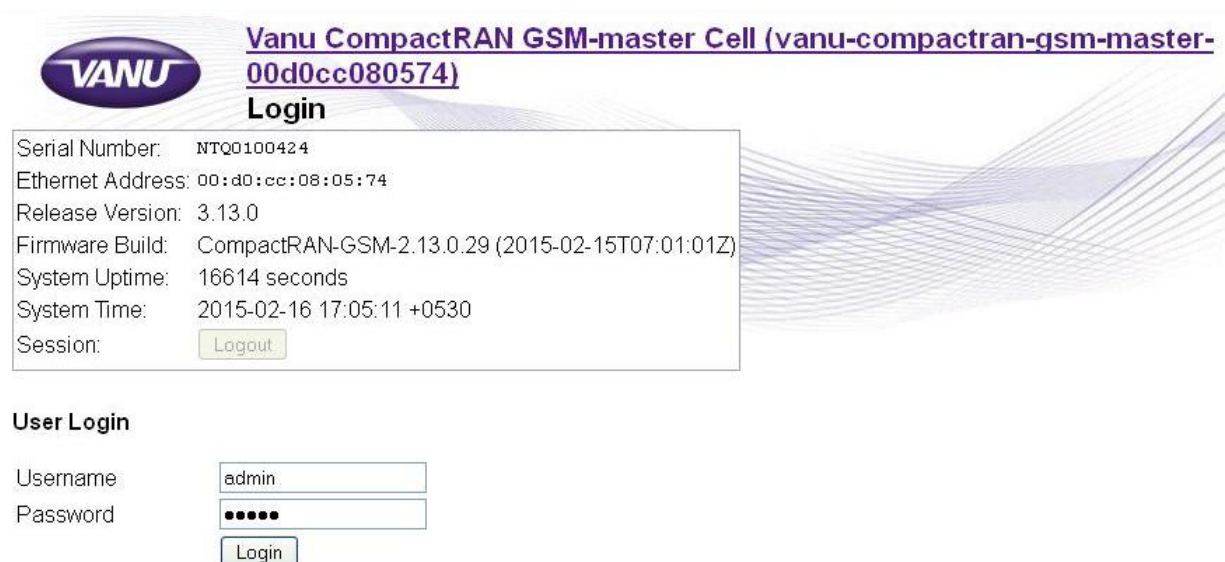 VANU
Vanu CompactRAN GSM-master Cell (vanu-compactran-gsm-master-
00d0cc080574)
Login
Serial Number: NTQ0100424
Ethernet Address: 00:d0:cc:08:05:74
Release Version: 3.13.0
Firmware Build: CompactRAN-GSM-2.13.0.29 (2015-02-15T07:01:01Z)
System Uptime: 16614 seconds
System Time: 2015-02-16 17:05:11 +0530
Session: Logout
User Login
Username admin
Password •••••
Login